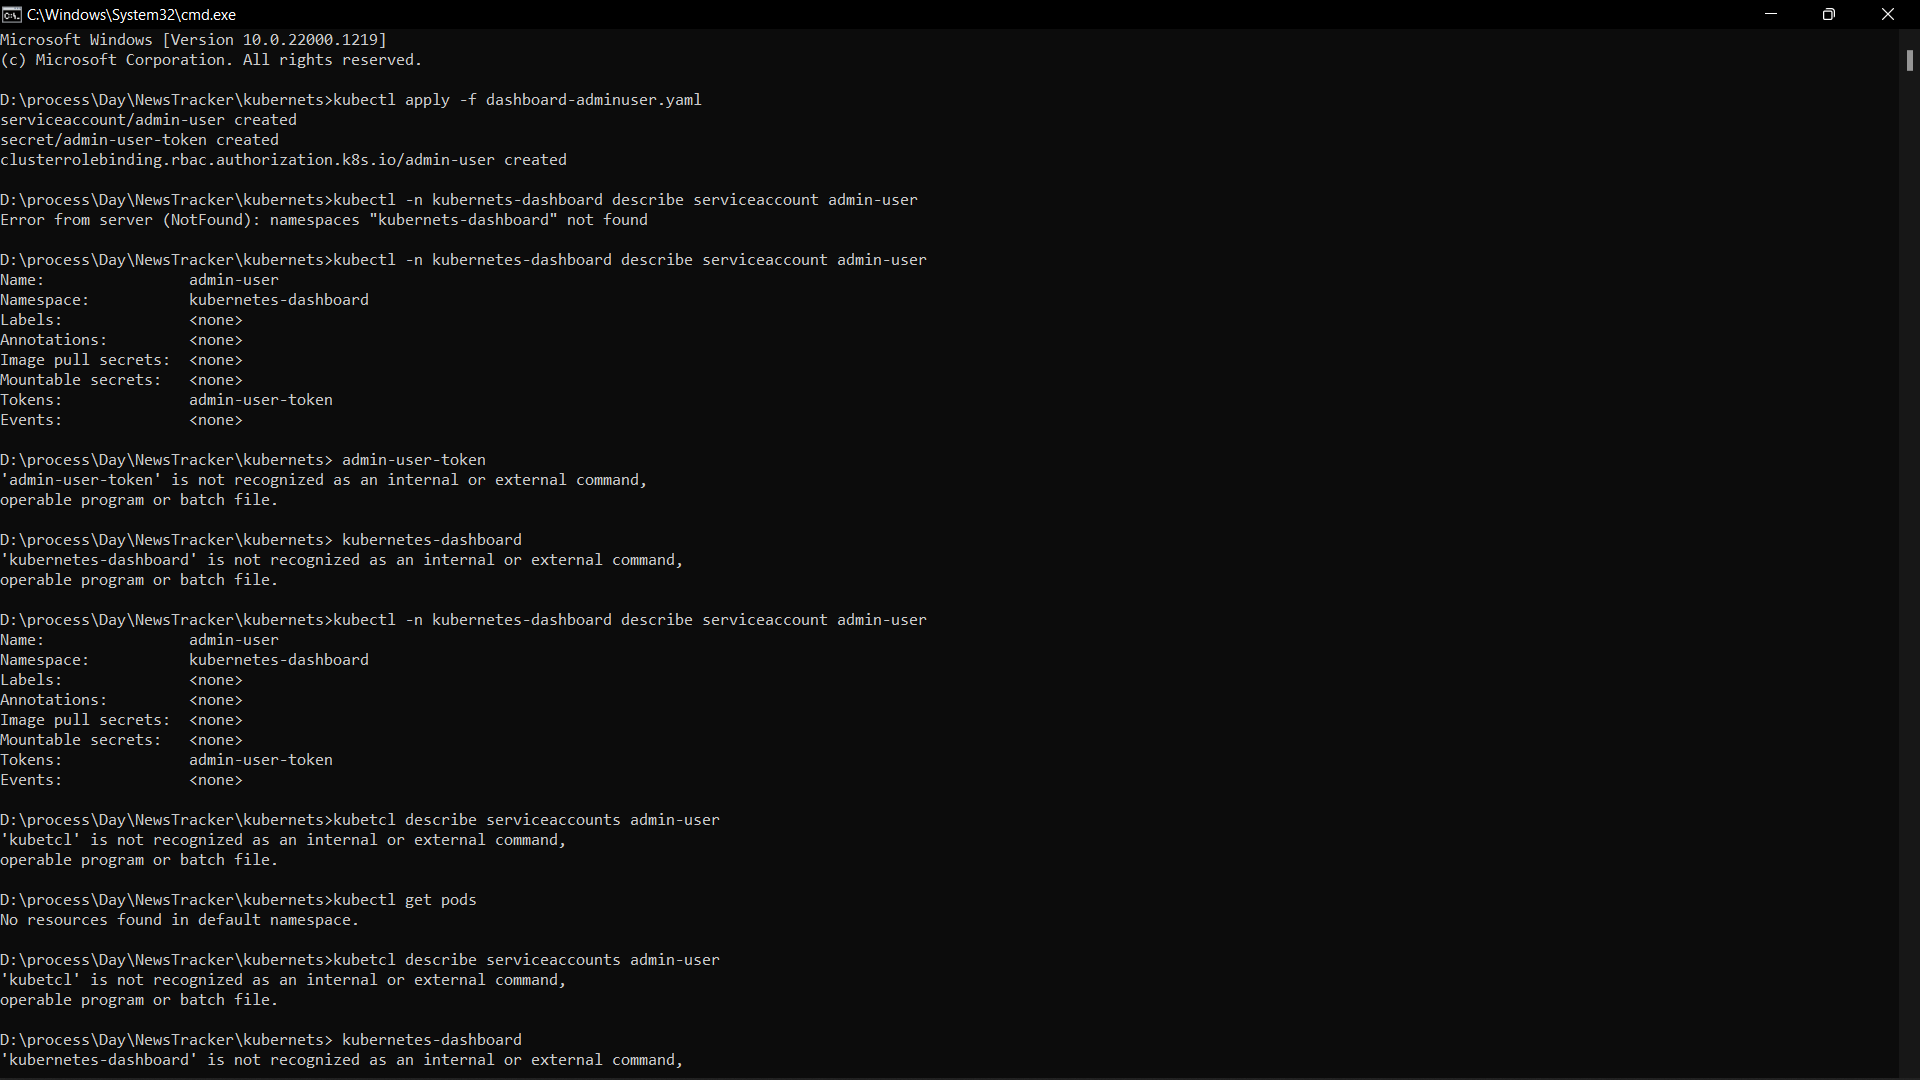 C:\Windows\System32\cmd.exe
Microsoft Windows [Version 10.0.22000.1219]
(c) Microsoft Corporation. All rights reserved.
D:\process\Day\NewsTracker\kubernets>kubectl apply -f dashboard-adminuser.yaml
serviceaccount/admin-user created
secret/admin-user-token created
clusterrolebinding.rbac.authorization.k8s.io/admin-user created
D:\process\Day\NewsTracker\kubernets>kubectl -n kubernets-dashboard describe serviceaccount admin-user
Error from server (NotFound): namespaces "kubernets-dashboard" not found
D:\process\Day\NewsTracker\kubernets>kubectl -n kubernetes-dashboard describe serviceaccount admin-user
Name:                admin-user
Namespace:           kubernetes-dashboard
Labels:              <none>
Annotations:         <none>
Image pull secrets:  <none>
Mountable secrets:   <none>
Tokens:              admin-user-token
Events:              <none>
D:\process\Day\NewsTracker\kubernets> admin-user-token
'admin-user-token' is not recognized as an internal or external command,
operable program or batch file.
D:\process\Day\NewsTracker\kubernets> kubernetes-dashboard
'kubernetes-dashboard' is not recognized as an internal or external command,
operable program or batch file.
D:\process\Day\NewsTracker\kubernets>kubectl -n kubernetes-dashboard describe serviceaccount admin-user
Name:                admin-user
Namespace:           kubernetes-dashboard
Labels:              <none>
Annotations:         <none>
Image pull secrets:  <none>
Mountable secrets:   <none>
Tokens:              admin-user-token
Events:              <none>
D:\process\Day\NewsTracker\kubernets>kubetcl describe serviceaccounts admin-user
'kubetcl' is not recognized as an internal or external command,
operable program or batch file.
D:\process\Day\NewsTracker\kubernets>kubectl get pods
No resources found in default namespace.
D:\process\Day\NewsTracker\kubernets>kubetcl describe serviceaccounts admin-user
'kubetcl' is not recognized as an internal or external command,
operable program or batch file.
D:\process\Day\NewsTracker\kubernets> kubernetes-dashboard
'kubernetes-dashboard' is not recognized as an internal or external command,